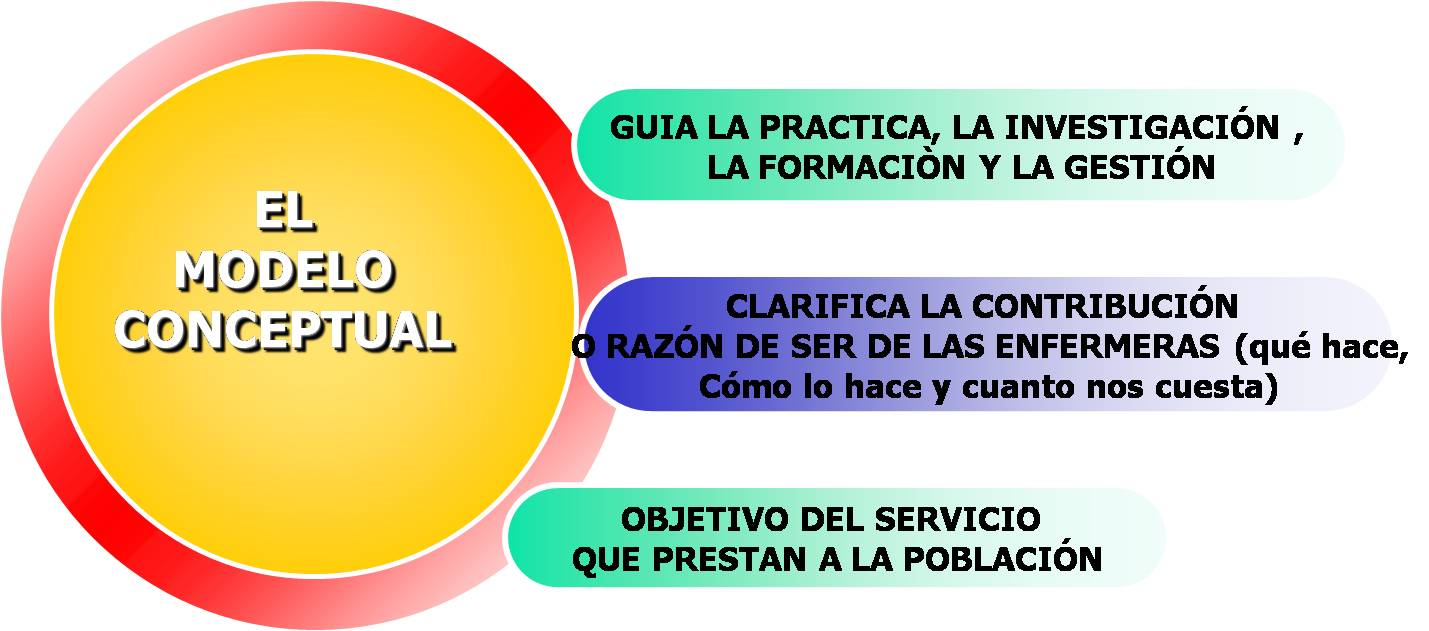 EL
MODELO
CONCEPTUAL
GUIA LA PRACTICA, LA INVESTIGACIÓN ,
LA FORMACIÒN Y LA GESTIÓN
CLARIFICA LA CONTRIBUCIÓN
O RAZÓN DE SER DE LAS ENFERMERAS (qué hace,
Cómo lo hace y cuanto nos cuesta)
OBJETIVO DEL SERVICIO
QUE PRESTAN A LA POBLACIÓN